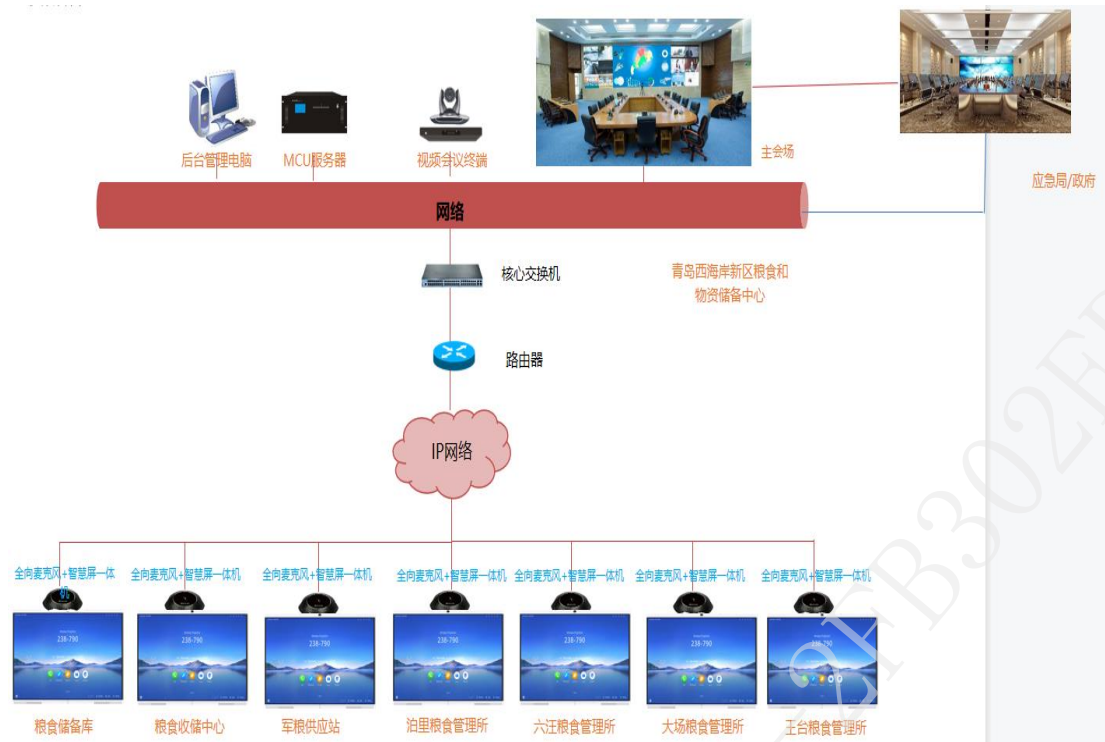 后台管理电脑
MCU服务器
视频会议终端
主会场
应急局/政府
网络
核心交换机
青岛西海岸新区粮食和
物资储备中心
路由器
IP网络
全向麦克风+智慧屏一体
机
全向麦克风+智慧屏一体机
全向麦克风+智慧屏一体机
全向麦克风+智慧屏一体机
全向麦克风+智慧屏一体机
全向麦克风+智慧屏一体机
全向麦克风+智慧屏一体机
238-790
238-790
238-790
238-790
238-790
238-790
238-790
粮食储备库
粮食收储中心
军粮供应站
泊里粮食管理所
六汪粮食管理所
大场粮食管理所
王台粮食管理所